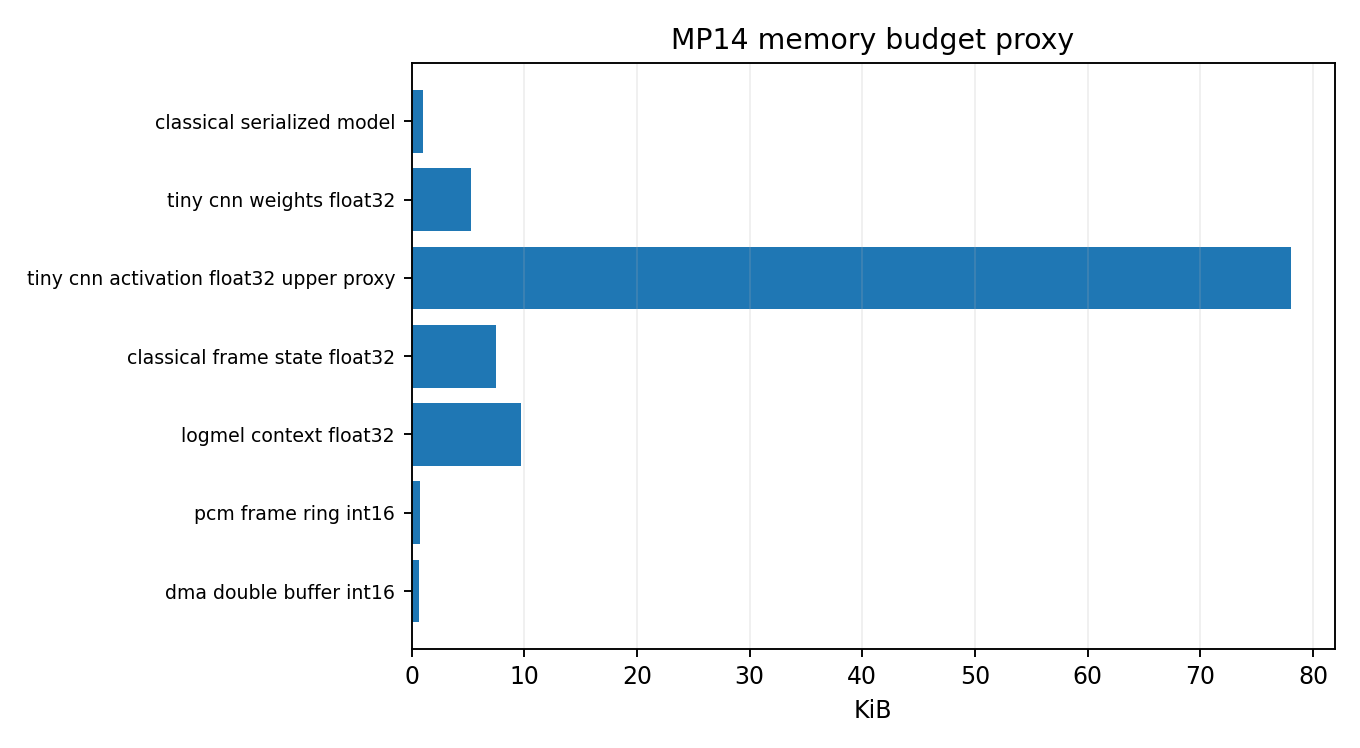 MP14 memory budget proxy
classical serialized model
tiny cnn weights float32
tiny cnn activation float32 upper proxy
classical frame state float32
logmel context float32
pcm frame ring int16
dma double buffer int16
0 10 20 30 40 50 60 70 80
KiB